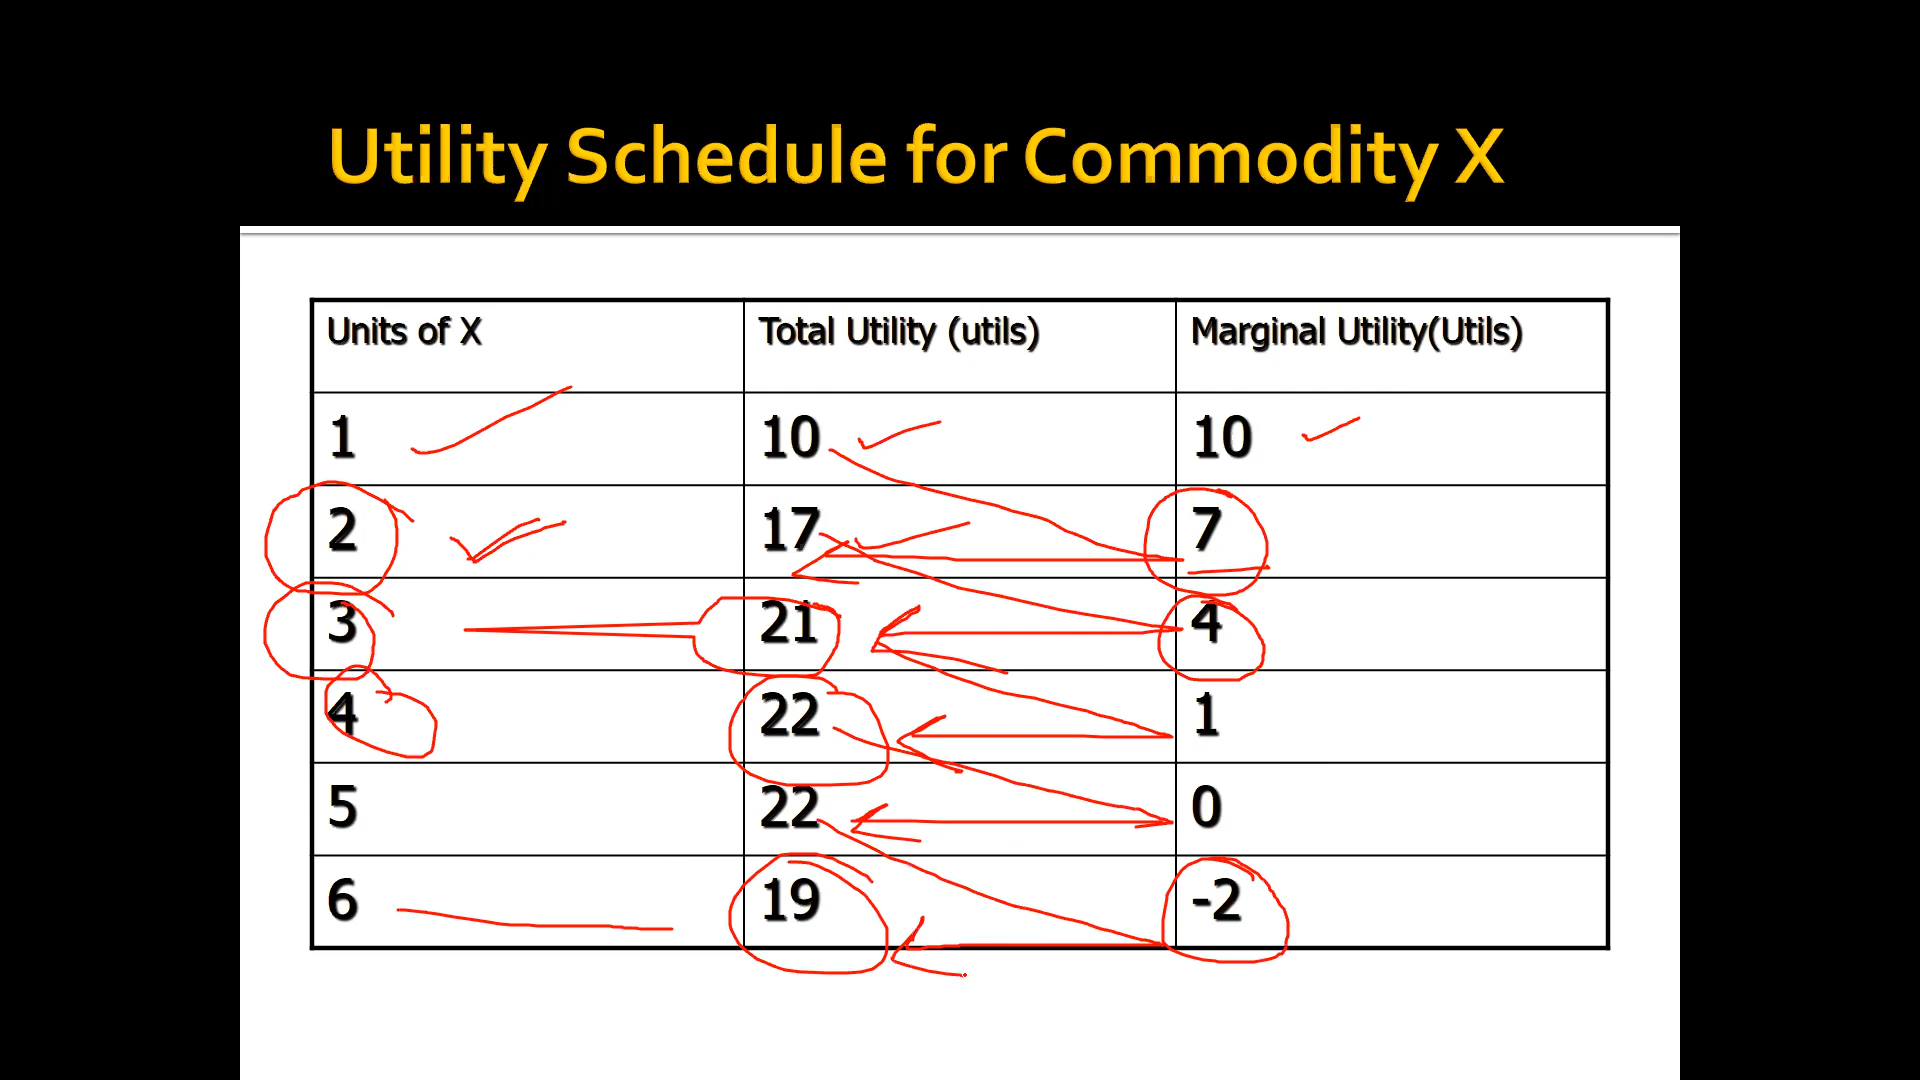 Utility Schedule for Commodity X
Units of X Total Utility (utils) Marginal Utility(Utils)
1 10 10
2 17 7
3 21 4
4 22 1
5 22 0
6 19 -2